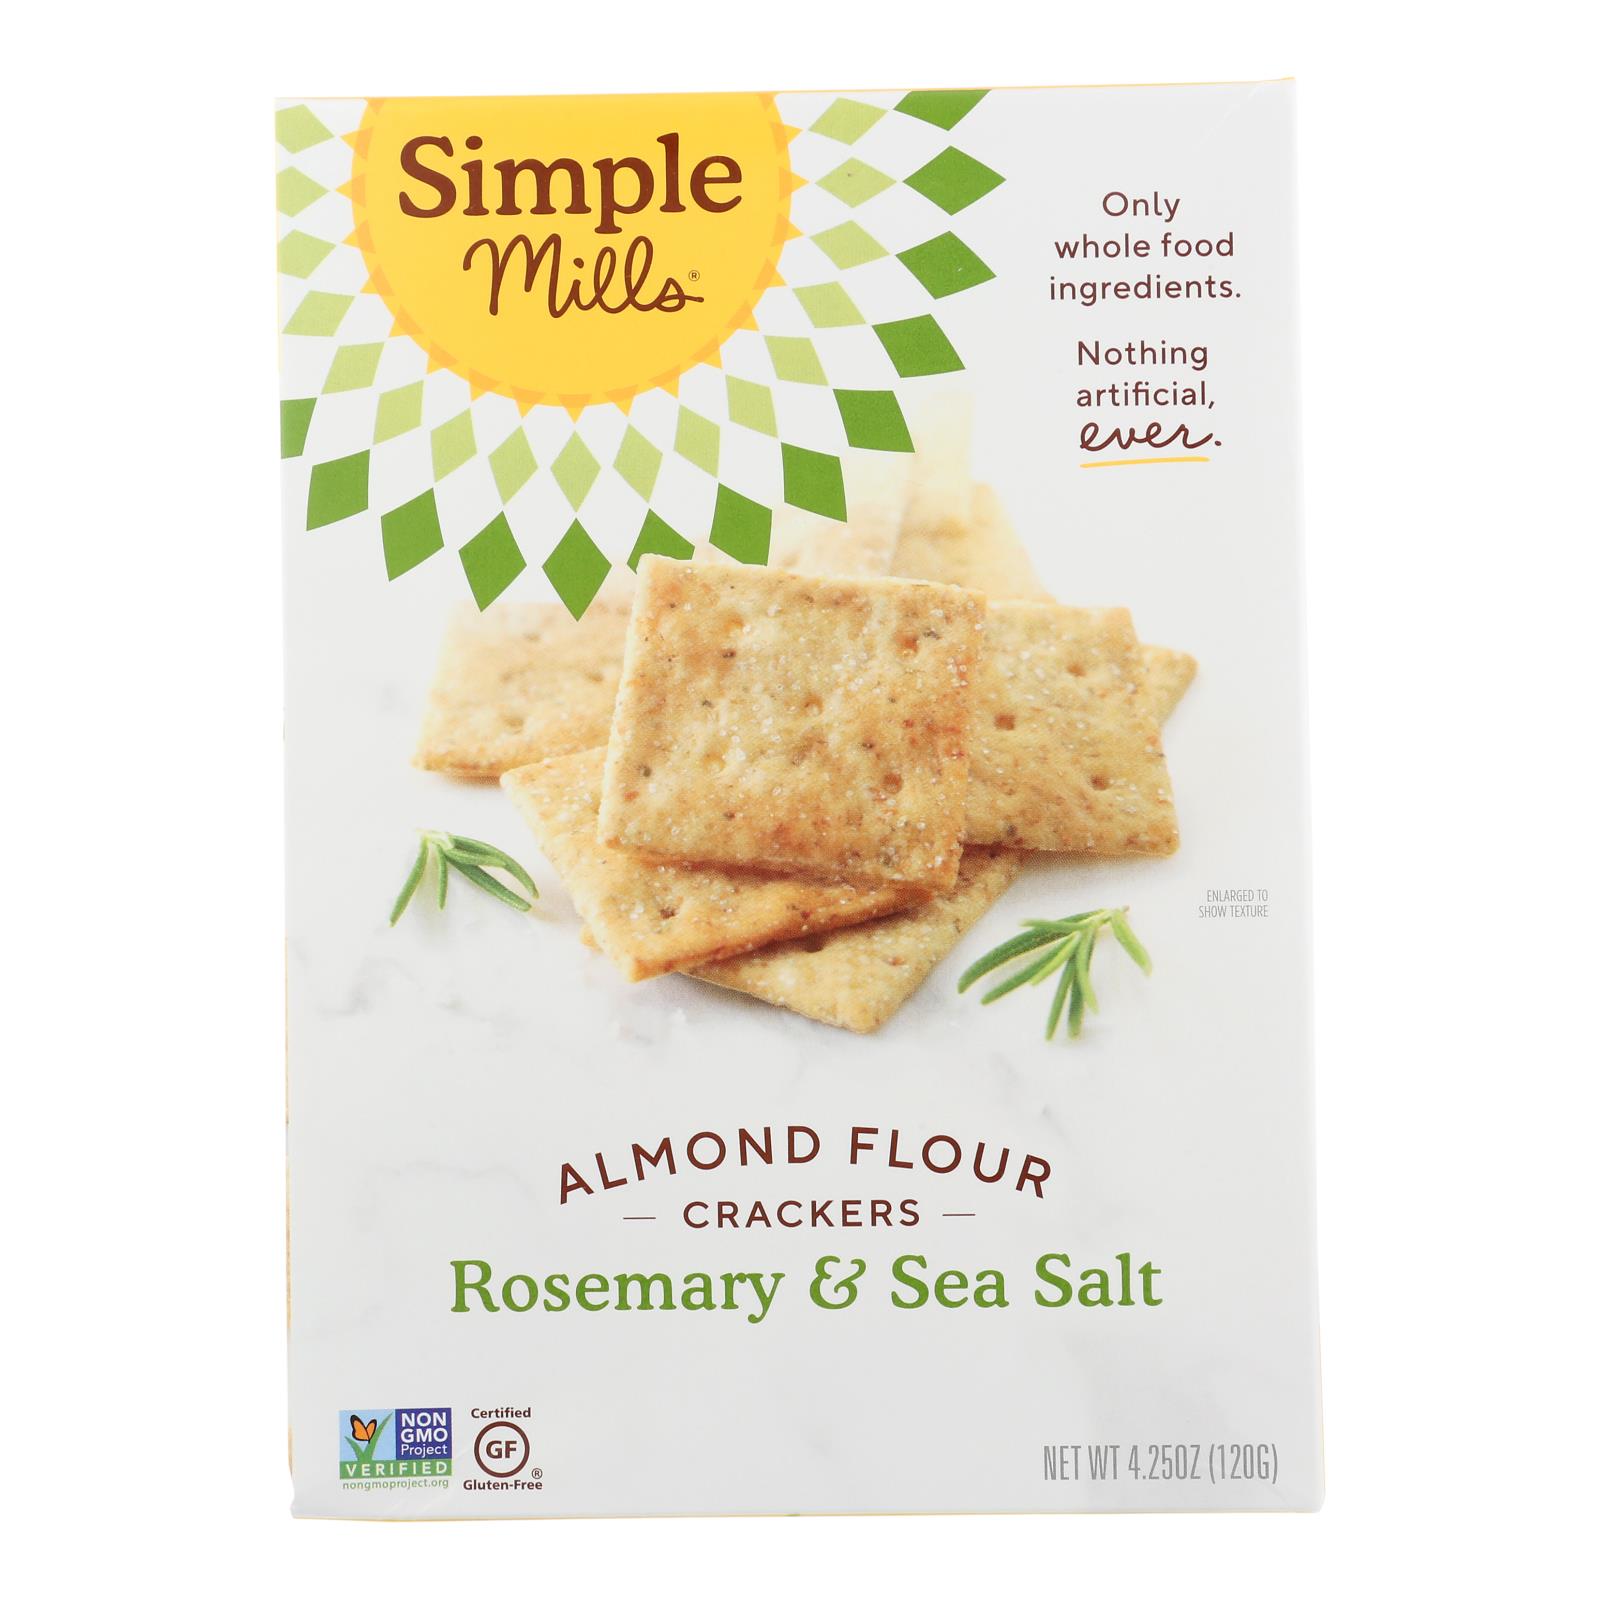 Simple
Mills®
Only
whole food
ingredients.
Nothing
artificial,
ever.
ENLARGED TO
SHOW TEXTURE
ALMOND FLOUR
— CRACKERS —
Rosemary & Sea Salt
NON
GMO
Project
VERIFIED
nongmoproject.org
Certified
GF
®
Gluten-Free
NET WT 4.25OZ (120G)